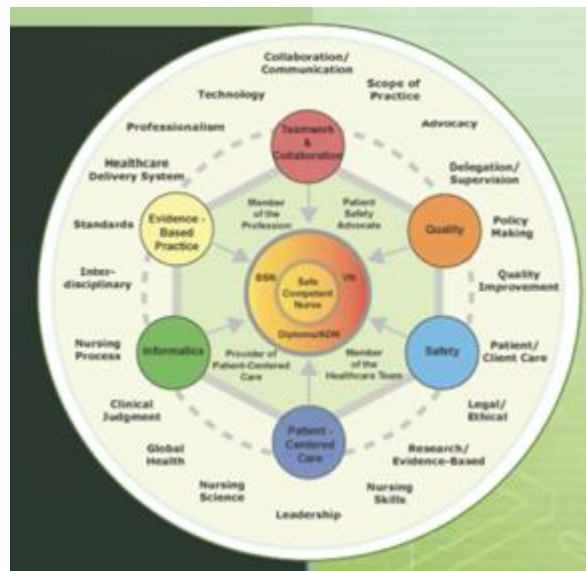 Collaboration/
Communication
Scope of
Practice
Advocacy
Delegation/
Supervision
Policy
Making
Quality
Improvement
Patient/
Client Care
Legal/
Ethical
Research/
Evidence-Based
Nursing
Skills
Leadership
Nursing
Science
Global
Health
Clinical
Judgment
Nursing
Process
Inter-
disciplinary
Standards
Healthcare
Delivery System
Professionalism
Technology
Teamwork
&
Collaboration
Quality
Safety
Patient -
Centered
Care
Informatics
Evidence -
Based
Practice
Member
of the
Profession
Patient
Safety
Advocate
Member
of the
Healthcare Team
Provider of
Patient-Centered
Care
BSN
VN
Diploma/ADN
Safe
Competent
Nurse